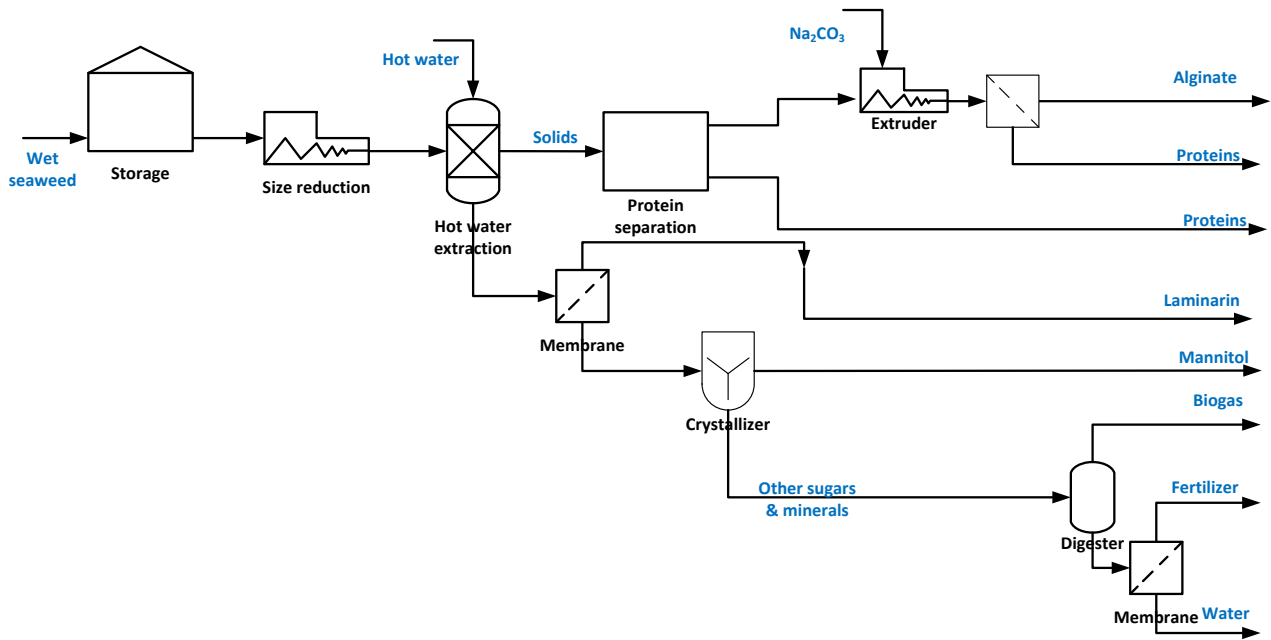 Na₂CO₃
Hot water
Alginate
Extruder
Solids
Proteins
Wet
seaweed
Storage
Size reduction
Protein
separation
Proteins
Hot water
extraction
Laminarin
Membrane
Mannitol
Crystallizer
Biogas
Other sugars
& minerals
Fertilizer
Digester
Membrane
Water